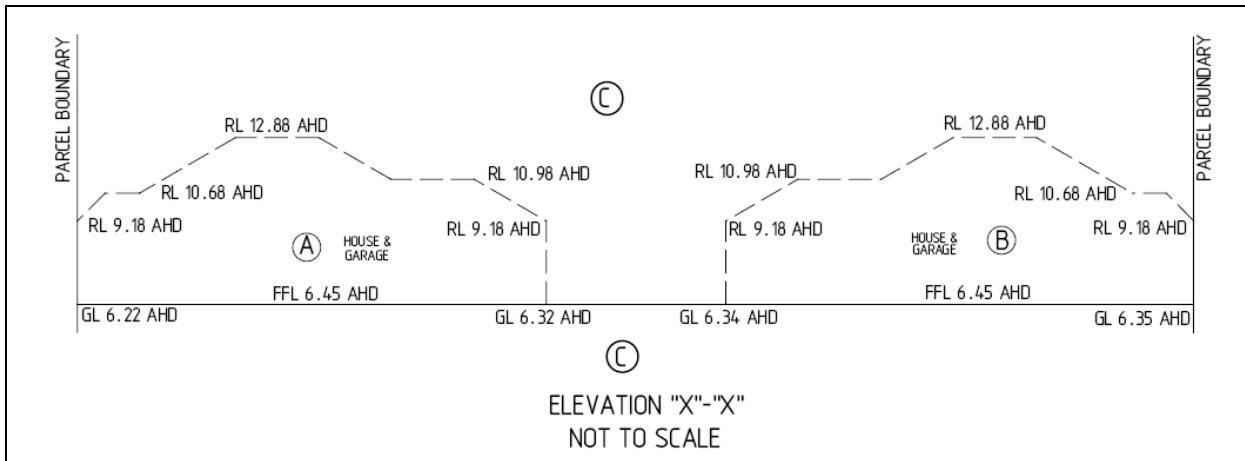 PARCEL BOUNDARY
PARCEL BOUNDARY
C
RL 12.88 AHD
RL 12.88 AHD
RL 10.98 AHD
RL 10.98 AHD
RL 10.68 AHD
RL 10.68 AHD
RL 9.18 AHD
RL 9.18 AHD
RL 9.18 AHD
RL 9.18 AHD
A
HOUSE &
GARAGE
HOUSE &
GARAGE
B
FFL 6.45 AHD
FFL 6.45 AHD
GL 6.22 AHD
GL 6.32 AHD
GL 6.34 AHD
GL 6.35 AHD
C
ELEVATION "X"-"X"
NOT TO SCALE